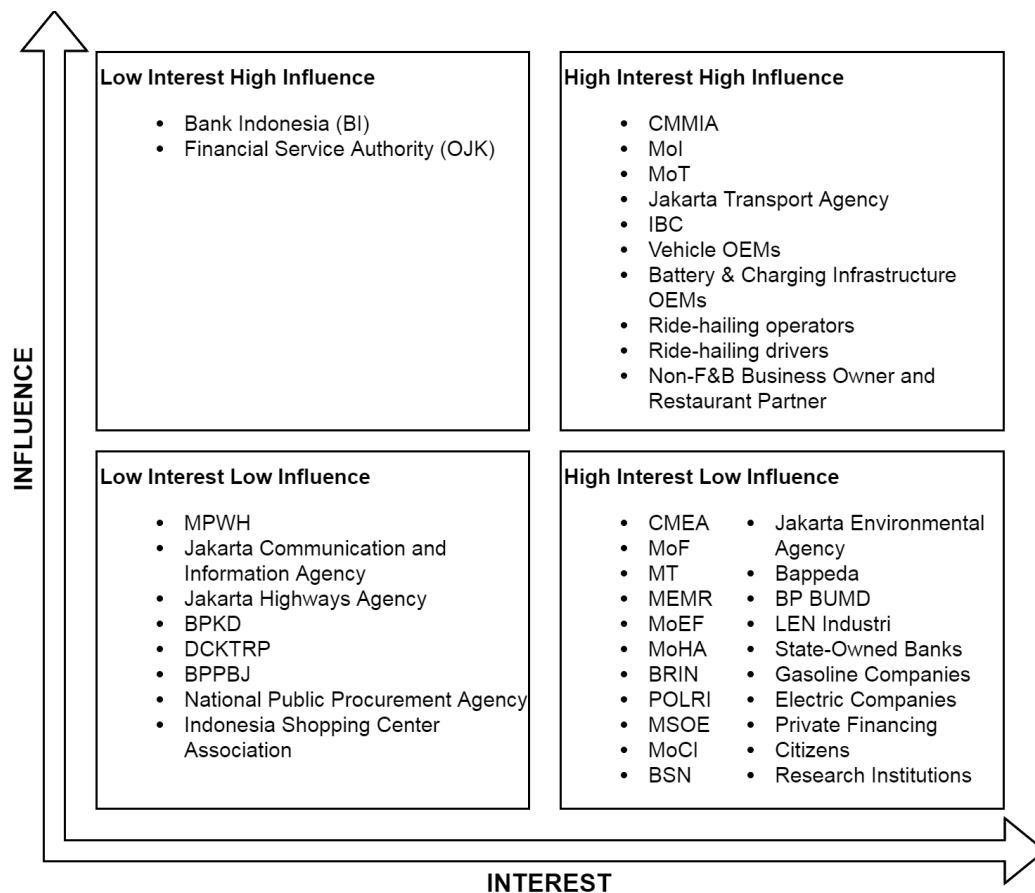 INFLUENCE
Low Interest High Influence
• Bank Indonesia (BI)
• Financial Service Authority (OJK)
High Interest High Influence
• CMMIA
• MoI
• MoT
• Jakarta Transport Agency
• IBC
• Vehicle OEMs
• Battery & Charging Infrastructure
OEMs
• Ride-hailing operators
• Ride-hailing drivers
• Non-F&B Business Owner and
Restaurant Partner
Low Interest Low Influence
• MPWH
• Jakarta Communication and
Information Agency
• Jakarta Highways Agency
• BPKD
• DCKTRP
• BPPBJ
• National Public Procurement Agency
• Indonesia Shopping Center
Association
High Interest Low Influence
• CMEA
• MoF
• MT
• MEMR
• MoEF
• MoHA
• BRIN
• POLRI
• MSOE
• MoCI
• BSN
• Jakarta Environmental
Agency
• Bappeda
• BP BUMD
• LEN Industri
• State-Owned Banks
• Gasoline Companies
• Electric Companies
• Private Financing
• Citizens
• Research Institutions
INTEREST